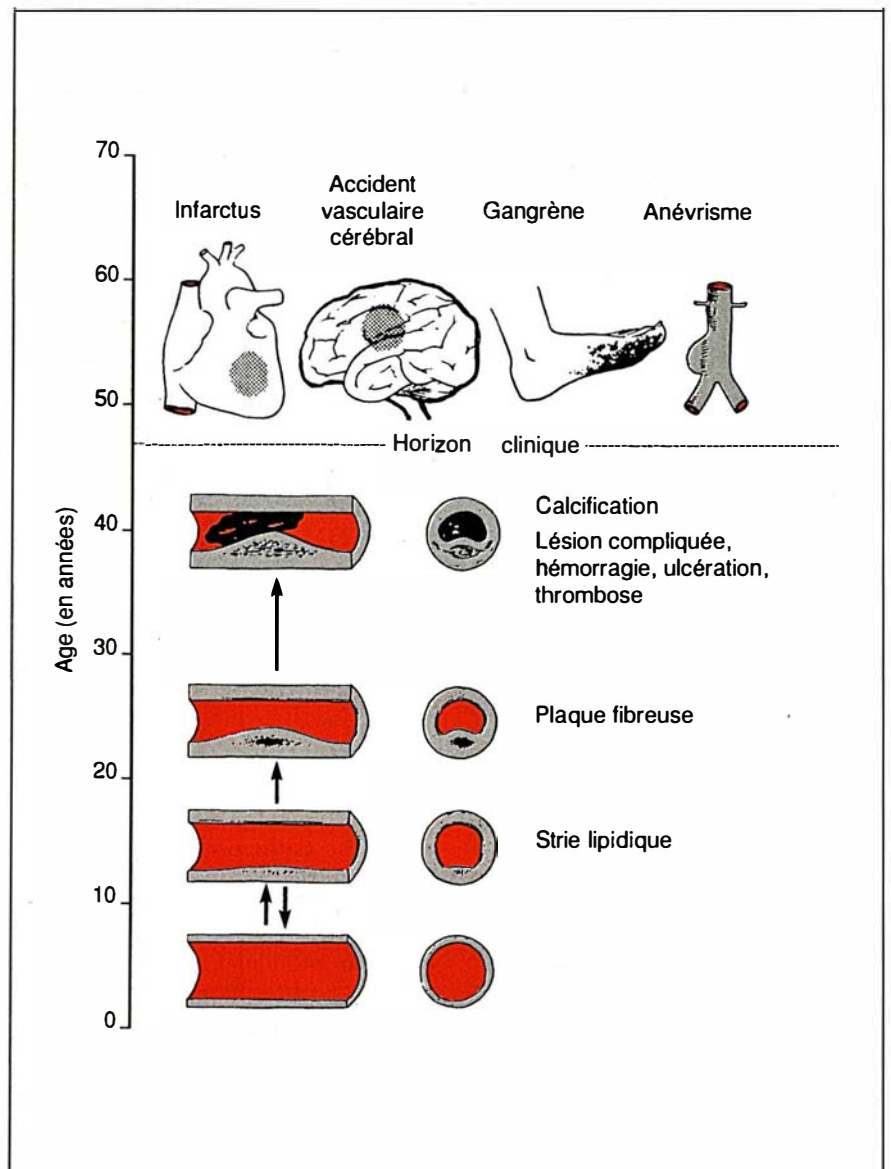 70
Infarctus
Accident
vasculaire
cérébral
Gangrène
Anévrisme
60
50
Horizon clinique
40
Calcification
Lésion compliquée,
hémorragie, ulcération,
thrombose
Age (en années)
30
Plaque fibreuse
20
Strie lipidique
10
0